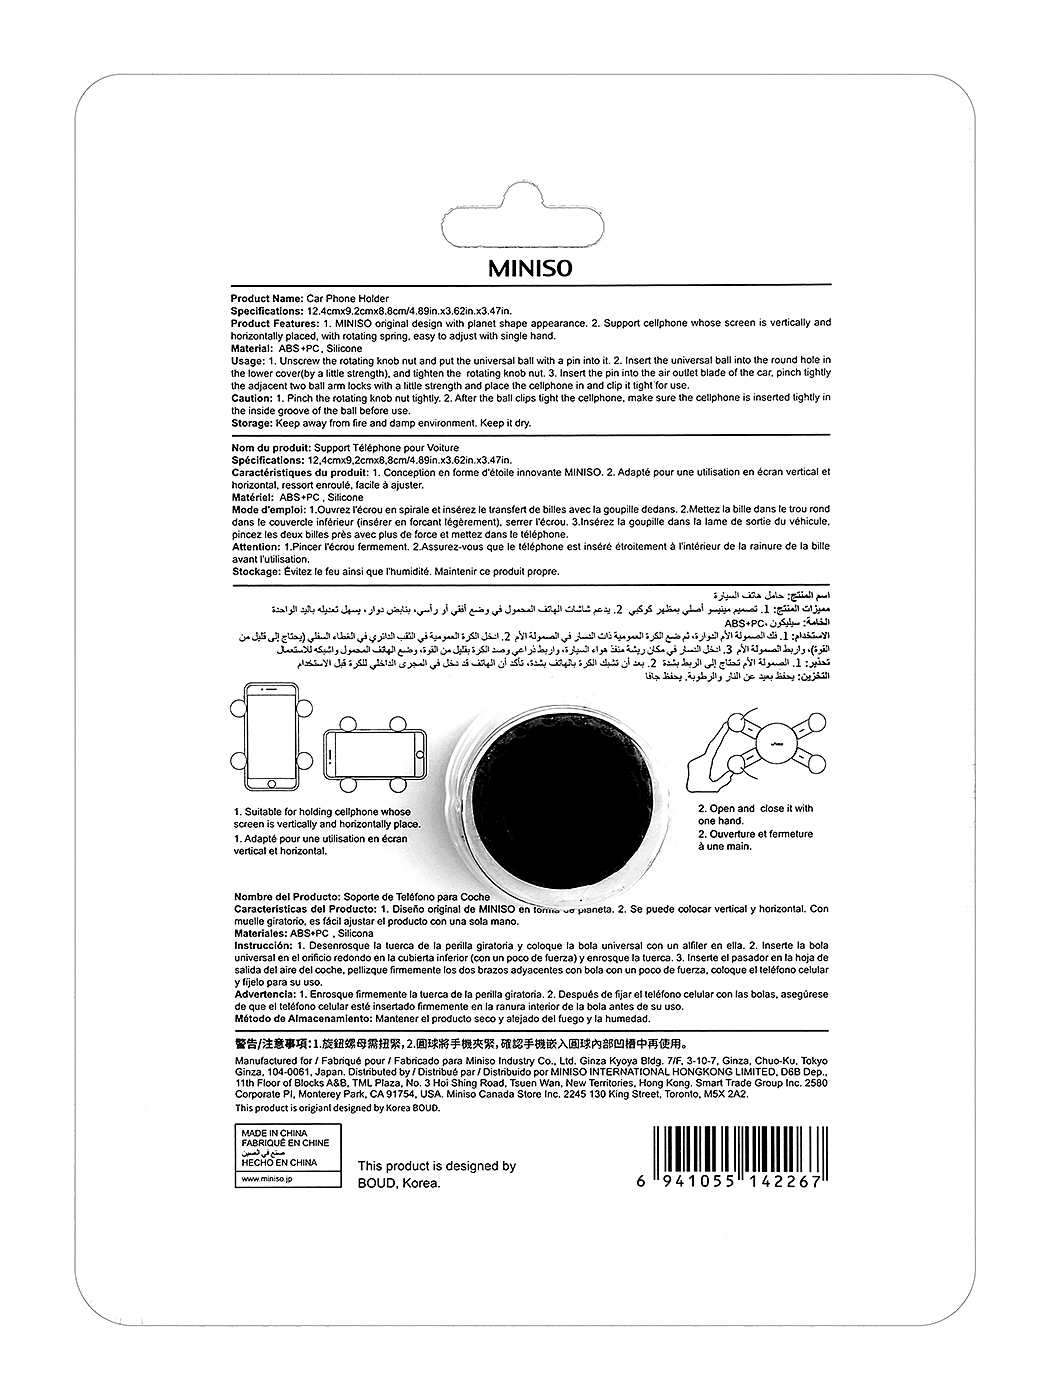 MINISO
Product Name: Car Phone Holder
Specifications: 12.4cmx9.2cmx8.8cm/4.89in.x3.62in.x3.47in.
Product Features: 1. MINISO original design with planet shape appearance. 2. Support cellphone whose screen is vertically and
horizontally placed, with rotating spring, easy to adjust with single hand.
Material: ABS+PC, Silicone
Usage: 1. Unscrew the rotating knob nut and put the universal ball with a pin into it. 2. Insert the universal ball into the round hole in
the lower cover(by a little strength), and tighten the rotating knob nut. 3. Insert the pin into the air outlet blade of the car, pinch tightly
the adjacent two ball arm locks with a little strength and place the cellphone in and clip it tight for use.
Caution: 1. Pinch the rotating knob nut tightly. 2. After the ball clips tight the cellphone, make sure the cellphone is inserted tightly in
the inside groove of the ball before use.
Storage: Keep away from fire and damp environment. Keep it dry.
Nom du produit: Support Téléphone pour Voiture
Spécifications: 12,4cmx9,2cmx8,8cm/4.89in.x3.62in.x3.47in.
Caractéristiques du produit: 1. Conception en forme d'étoile innovante MINISO. 2. Adapté pour une utilisation en écran vertical et
horizontal, ressort enroulé, facile à ajuster.
Matériel: ABS+PC , Silicone
Mode d'emploi: 1.Ouvrez l'écrou en spirale et insérez le transfert de billes avec la goupille dedans. 2.Mettez la bille dans le trou rond
dans le couvercle inférieur (insérer en forcant légèrement), serrer l'écrou. 3.Insérez la goupille dans la lame de sortie du véhicule,
pincez les deux billes près avec plus de force et mettez dans le téléphone.
Attention: 1.Pincer l'écrou fermement. 2.Assurez-vous que le téléphone est inséré étroitement à l'intérieur de la rainure de la bille
avant l'utilisation.
Stockage: Évitez le feu ainsi que l'humidité. Maintenir ce produit propre.
اسم المنتج: حامل هاتف السيارة
مميزات المنتج: 1. تصميم مينيسو أصلي بمظهر كوكبي 2. يدعم شاشات الهاتف المحمول في وضع أفقي أو رأسي، بنابض دوار، يسهل تعديله باليد الواحدة
الخامة: سيليكون، ABS+PC
الاستخدام: 1. فك الصمولة الأم الدوارة، ثم ضع الكرة العمومية ذات المسار في الصمولة الأم 2. ادخل الكرة العمومية في الثقب الدائري في الغطاء السفلي (يحتاج إلى قليل من
القوة)، واربط الصمولة الأم 3. ادخل المسار في مكان ريشة منفذ هواء السيارة، واربط ذراعي وصد الكرة بقليل من القوة، وضع الهاتف المحمول واشبكه للاستعمال
تحذير: 1. الصمولة الأم تحتاج إلى الربط بشدة 2. بعد أن تشبك الكرة بالهاتف بشدة، تأكد أن الهاتف قد دخل في المجرى الداخلي للكرة قبل الاستخدام
التخزين: يحفظ بعيد عن النار والرطوبة. يحفظ جافا
1. Suitable for holding cellphone whose
screen is vertically and horizontally place.
1. Adapté pour une utilisation en écran
vertical et horizontal.
2. Open and close it with
one hand.
2. Ouverture et fermeture
à une main.
Nombre del Producto: Soporte de Teléfono para Coche
Características del Producto: 1. Diseño original de MINISO en forma de planeta. 2. Se puede colocar vertical y horizontal. Con
muelle giratorio, es fácil ajustar el producto con una sola mano.
Materiales: ABS+PC , Silicona
Instrucción: 1. Desenrosque la tuerca de la perilla giratoria y coloque la bola universal con un alfiler en ella. 2. Inserte la bola
universal en el orificio redondo en la cubierta inferior (con un poco de fuerza) y enrosque la tuerca. 3. Inserte el pasador en la hoja de
salida del aire del coche, pellizque firmemente los dos brazos adyacentes con bola con un poco de fuerza, coloque el teléfono celular
y fíjelo para su uso.
Advertencia: 1. Enrosque firmemente la tuerca de la perilla giratoria. 2. Después de fijar el teléfono celular con las bolas, asegúrese
de que el teléfono celular esté insertado firmemente en la ranura interior de la bola antes de su uso.
Método de Almacenamiento: Mantener el producto seco y alejado del fuego y la humedad.
警告/注意事項:1.旋鈕螺母需扭緊,2.圓球將手機夾緊,確認手機嵌入圓球內部凹槽中再使用。
Manufactured for / Fabriqué pour / Fabricado para Miniso Industry Co., Ltd. Ginza Kyoya Bldg. 7/F, 3-10-7, Ginza, Chuo-Ku, Tokyo
Ginza, 104-0061, Japan. Distributed by / Distribué par / Distribuido por MINISO INTERNATIONAL HONGKONG LIMITED, D6B Dep.,
11th Floor of Blocks A&B, TML Plaza, No. 3 Hoi Shing Road, Tsuen Wan, New Territories, Hong Kong. Smart Trade Group Inc. 2580
Corporate Pl, Monterey Park, CA 91754, USA. Miniso Canada Store Inc. 2245 130 King Street, Toronto, M5X 2A2.
This product is origianl designed by Korea BOUD.
MADE IN CHINA
FABRIQUÉ EN CHINE
صنع في الصين
HECHO EN CHINA
www.miniso.jp
This product is designed by
BOUD, Korea.
6 941055 142267